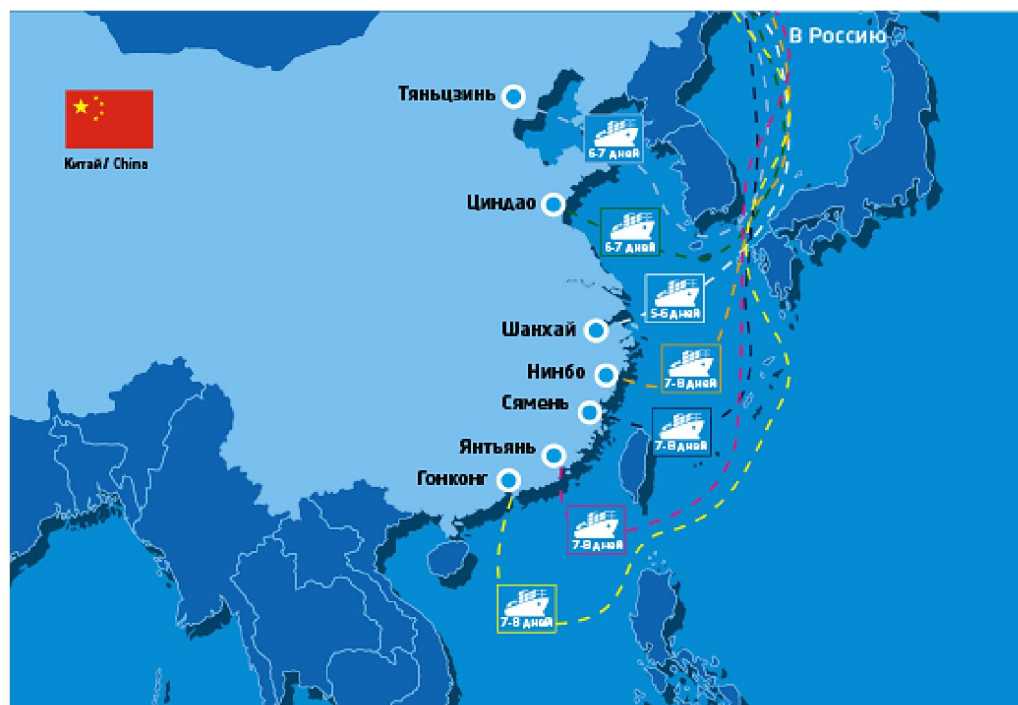 В Россию
Тяньцзинь
6-7 дней
Китай/ China
Циндао
6-7 дней
5-6 дней
Шанхай
Нинбо
7-8 дней
Сямень
7-8 дней
Янтьянь
Гонконг
7-8 дней
7-8 дней